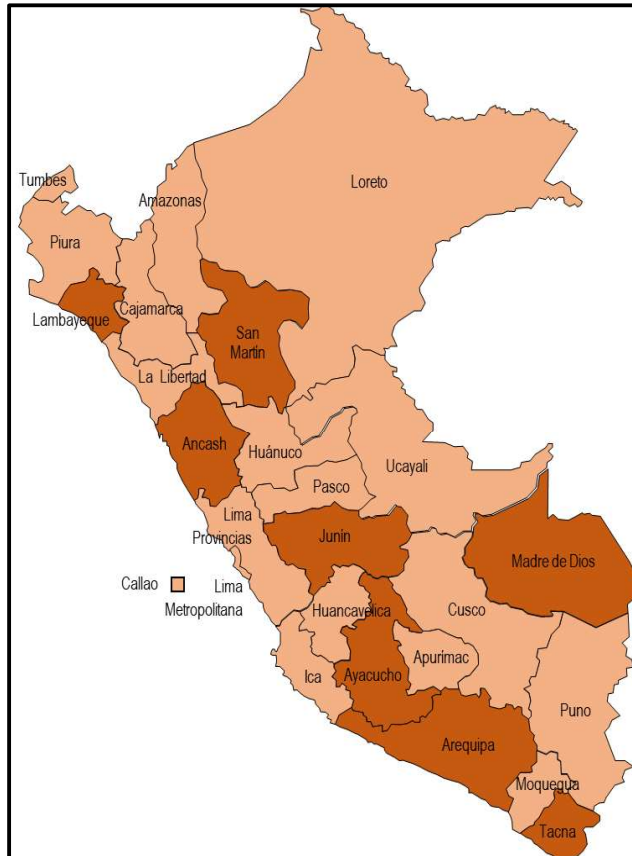 Tumbes
Amazonas
Loreto
Piura
Cajamarca
Lambayeque
San
Martin
La Libertad
Ancash
Huánuco
Ucayali
Pasco
Lima
Provincias
Junín
Madre de Dios
Callao
Lima
Metropolitana
Huancavelica
Cusco
Apurímac
Ica
Ayacucho
Puno
Arequipa
Moquegua
Tacna